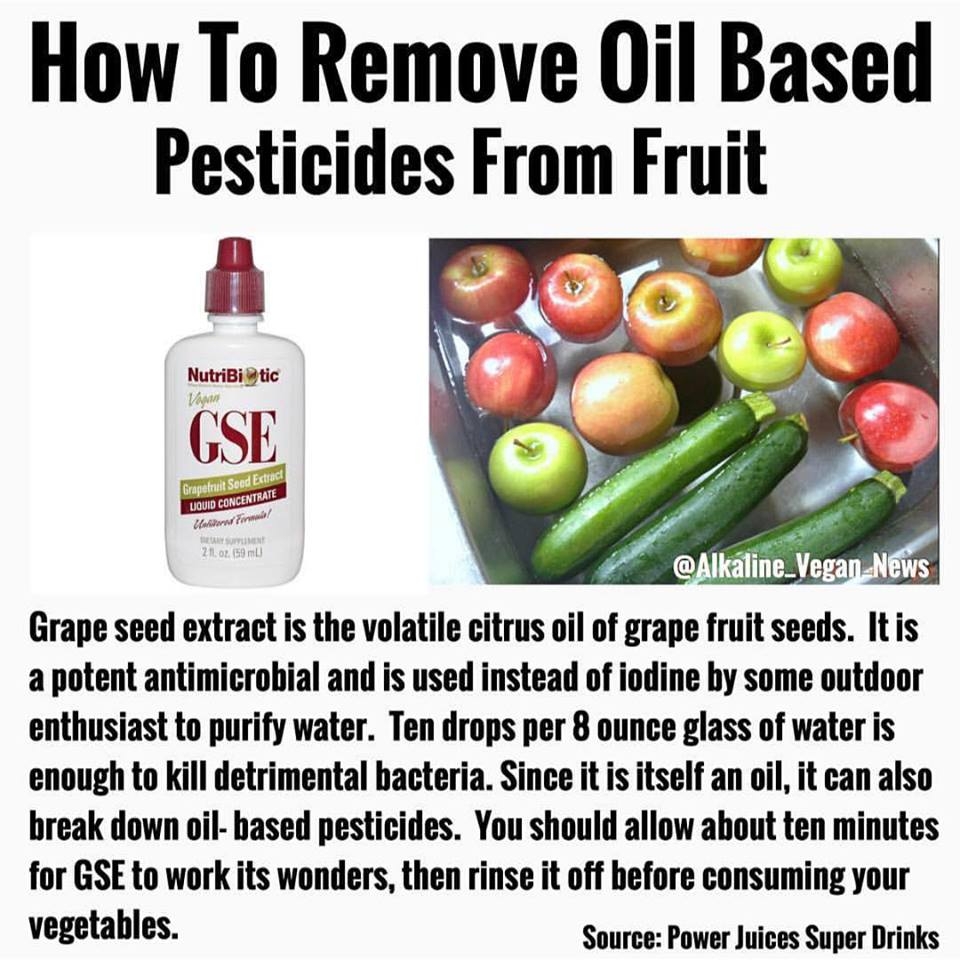 How To Remove Oil Based
Pesticides From Fruit
NutriBiotic
Vegan
GSE
Grapefruit Seed Extract
LIQUID CONCENTRATE
Unflavored Formula!
DIETARY SUPPLEMENT
2 fl. oz. (59 mL)
@Alkaline_Vegan_News
Grape seed extract is the volatile citrus oil of grape fruit seeds. It is
a potent antimicrobial and is used instead of iodine by some outdoor
enthusiast to purify water. Ten drops per 8 ounce glass of water is
enough to kill detrimental bacteria. Since it is itself an oil, it can also
break down oil- based pesticides. You should allow about ten minutes
for GSE to work its wonders, then rinse it off before consuming your
vegetables.
Source: Power Juices Super Drinks